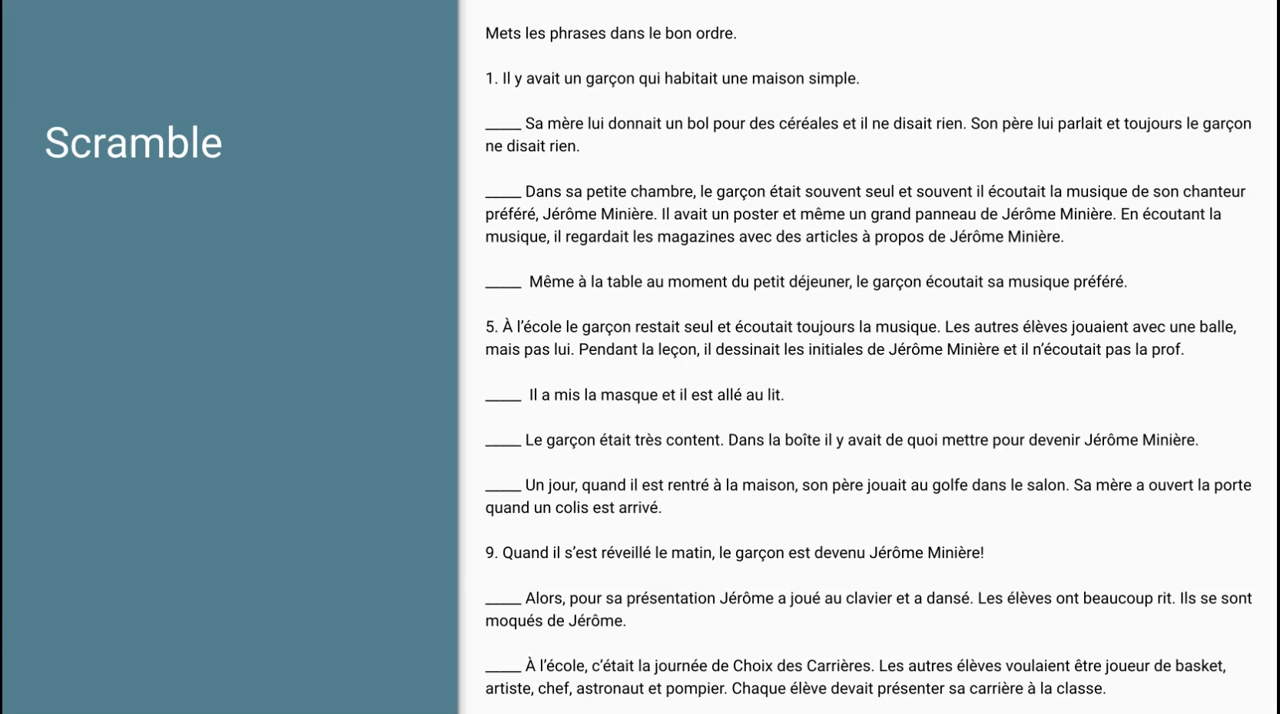 Scramble
Mets les phrases dans le bon ordre.
1. Il y avait un garçon qui habitait une maison simple.
_____ Sa mère lui donnait un bol pour des céréales et il ne disait rien. Son père lui parlait et toujours le garçon
ne disait rien.
_____ Dans sa petite chambre, le garçon était souvent seul et souvent il écoutait la musique de son chanteur
préféré, Jérôme Minière. Il avait un poster et même un grand panneau de Jérôme Minière. En écoutant la
musique, il regardait les magazines avec des articles à propos de Jérôme Minière.
_____ Même à la table au moment du petit déjeuner, le garçon écoutait sa musique préféré.
5. À l'école le garçon restait seul et écoutait toujours la musique. Les autres élèves jouaient avec une balle,
mais pas lui. Pendant la leçon, il dessinait les initiales de Jérôme Minière et il n'écoutait pas la prof.
_____ Il a mis la masque et il est allé au lit.
_____ Le garçon était très content. Dans la boîte il y avait de quoi mettre pour devenir Jérôme Minière.
_____ Un jour, quand il est rentré à la maison, son père jouait au golfe dans le salon. Sa mère a ouvert la porte
quand un colis est arrivé.
9. Quand il s'est réveillé le matin, le garçon est devenu Jérôme Minière!
_____ Alors, pour sa présentation Jérôme a joué au clavier et a dansé. Les élèves ont beaucoup rit. Ils se sont
moqués de Jérôme.
_____ À l'école, c'était la journée de Choix des Carrières. Les autres élèves voulaient être joueur de basket,
artiste, chef, astronaut et pompier. Chaque élève devait présenter sa carrière à la classe.